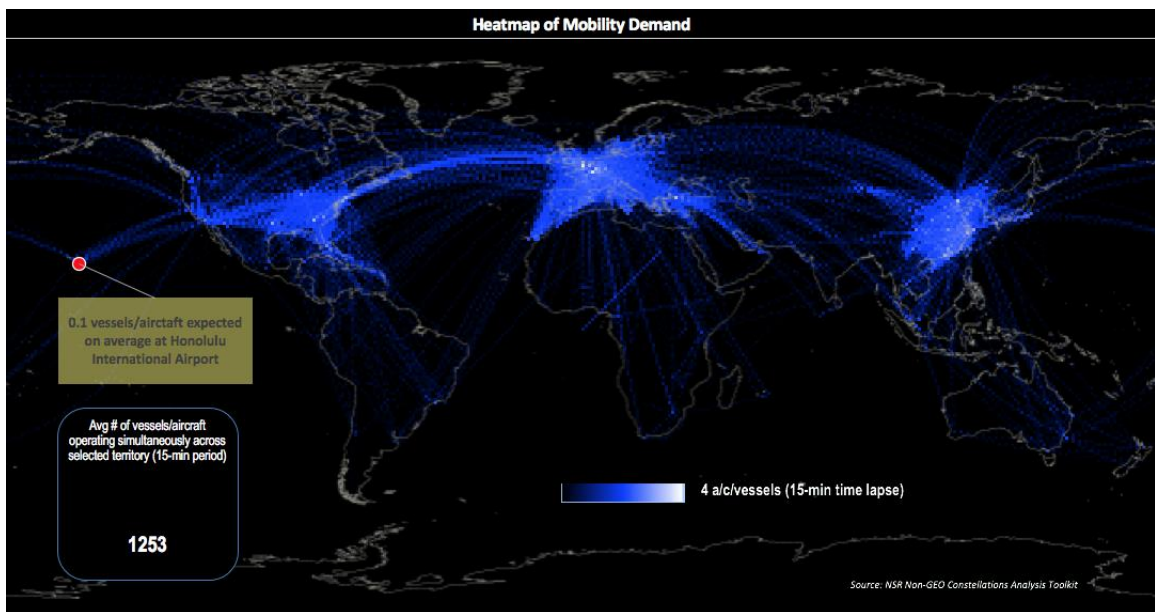 Heatmap of Mobility Demand
0.1 vessels/airctaft expected
on average at Honolulu
International Airport
Avg # of vessels/aircraft
operating simultaneously across
selected territory (15-min period)
1253
4 a/c/vessels (15-min time lapse)
Source: NSR Non-GEO Constellations Analysis Toolkit